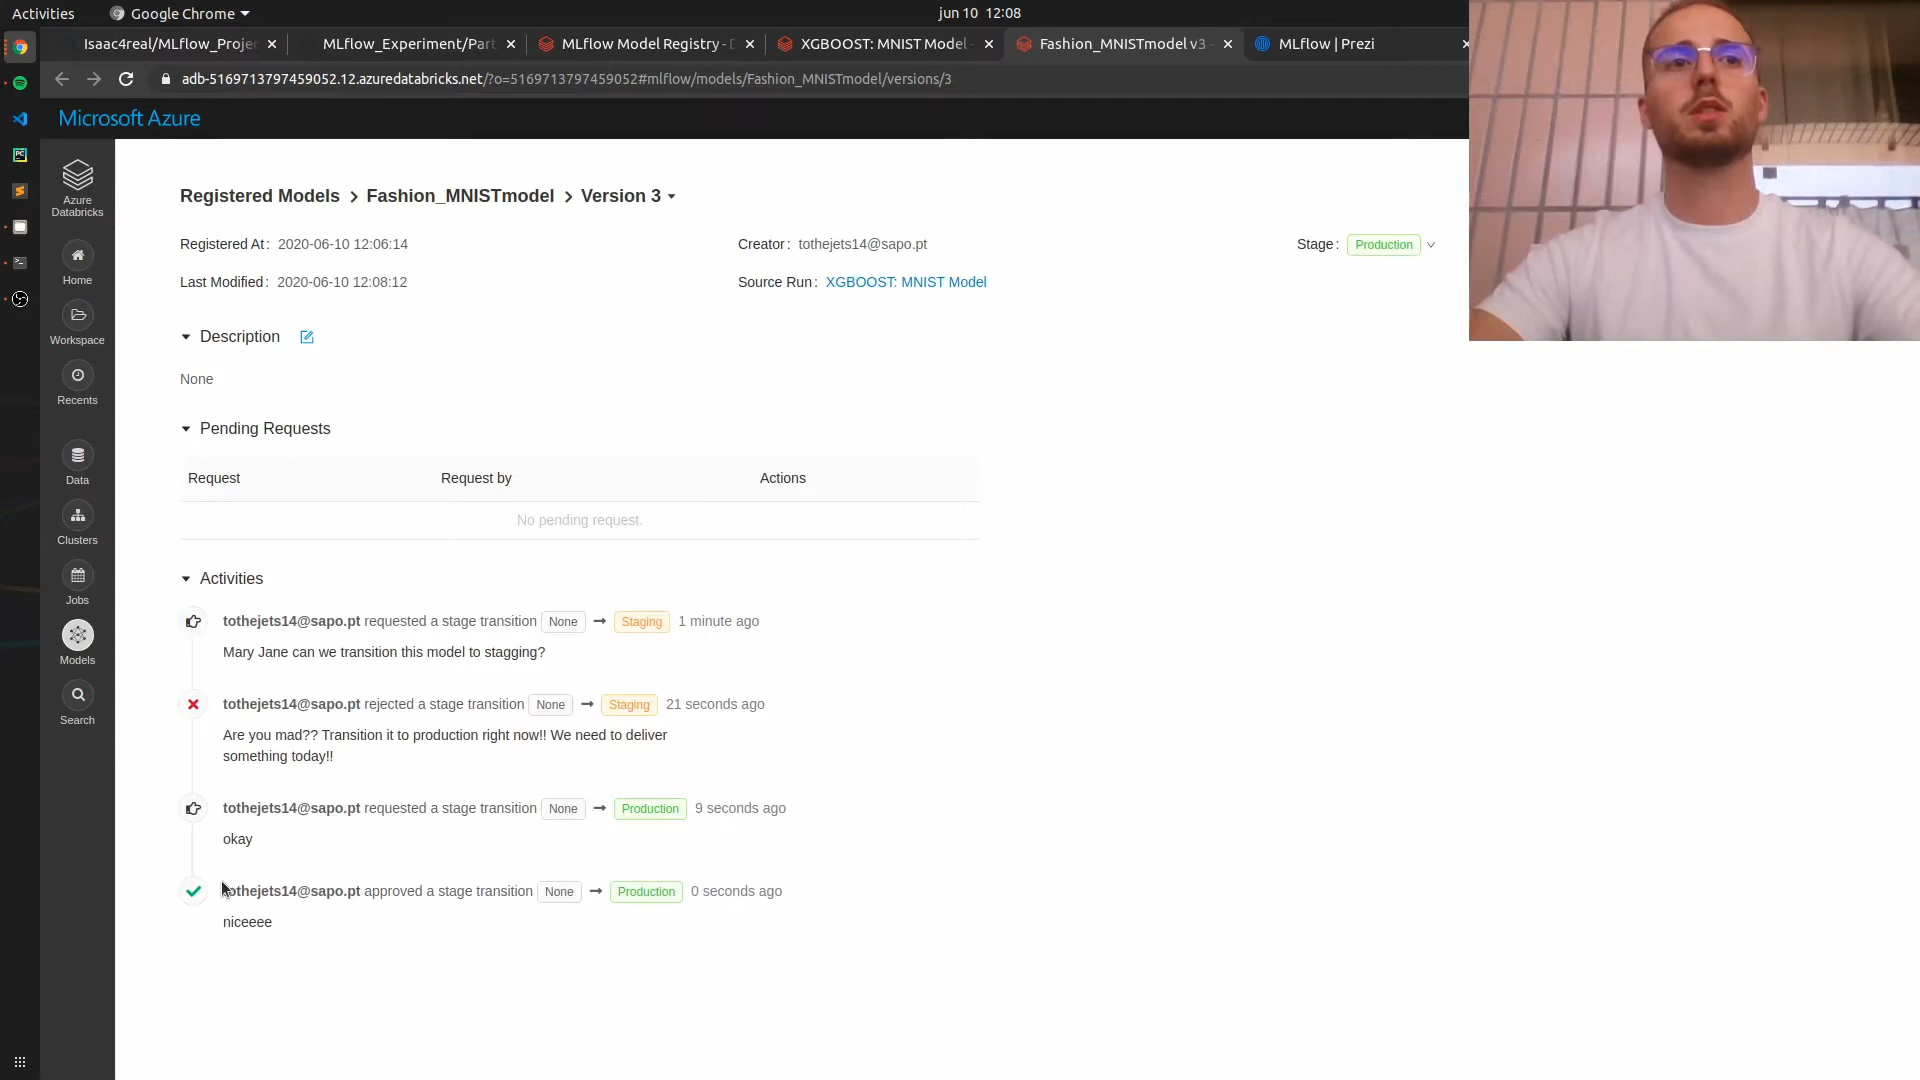 Activities
Google Chrome
jun 10 12:08
Isaac4real/MLflow_Proje
MLflow_Experiment/Part
MLflow Model Registry - D
XGBOOST: MNIST Model -
Fashion_MNISTmodel v3 -
MLflow | Prezi
adb-5169713797459052.12.azuredatabricks.net/?o=5169713797459052#mlflow/models/Fashion_MNISTmodel/versions/3
Microsoft Azure
Azure
Databricks
Home
Workspace
Recents
Data
Clusters
Jobs
Models
Search
Registered Models > Fashion_MNISTmodel > Version 3
Registered At: 2020-06-10 12:06:14
Creator: tothejets14@sapo.pt
Stage: Production
Last Modified: 2020-06-10 12:08:12
Source Run: XGBOOST: MNIST Model
Description
None
Pending Requests
Request Request by Actions
No pending request.
Activities
tothejets14@sapo.pt requested a stage transition None → Staging 1 minute ago
Mary Jane can we transition this model to stagging?
tothejets14@sapo.pt rejected a stage transition None → Staging 21 seconds ago
Are you mad?? Transition it to production right now!! We need to deliver
something today!!
tothejets14@sapo.pt requested a stage transition None → Production 9 seconds ago
okay
tothejets14@sapo.pt approved a stage transition None → Production 0 seconds ago
niceeee